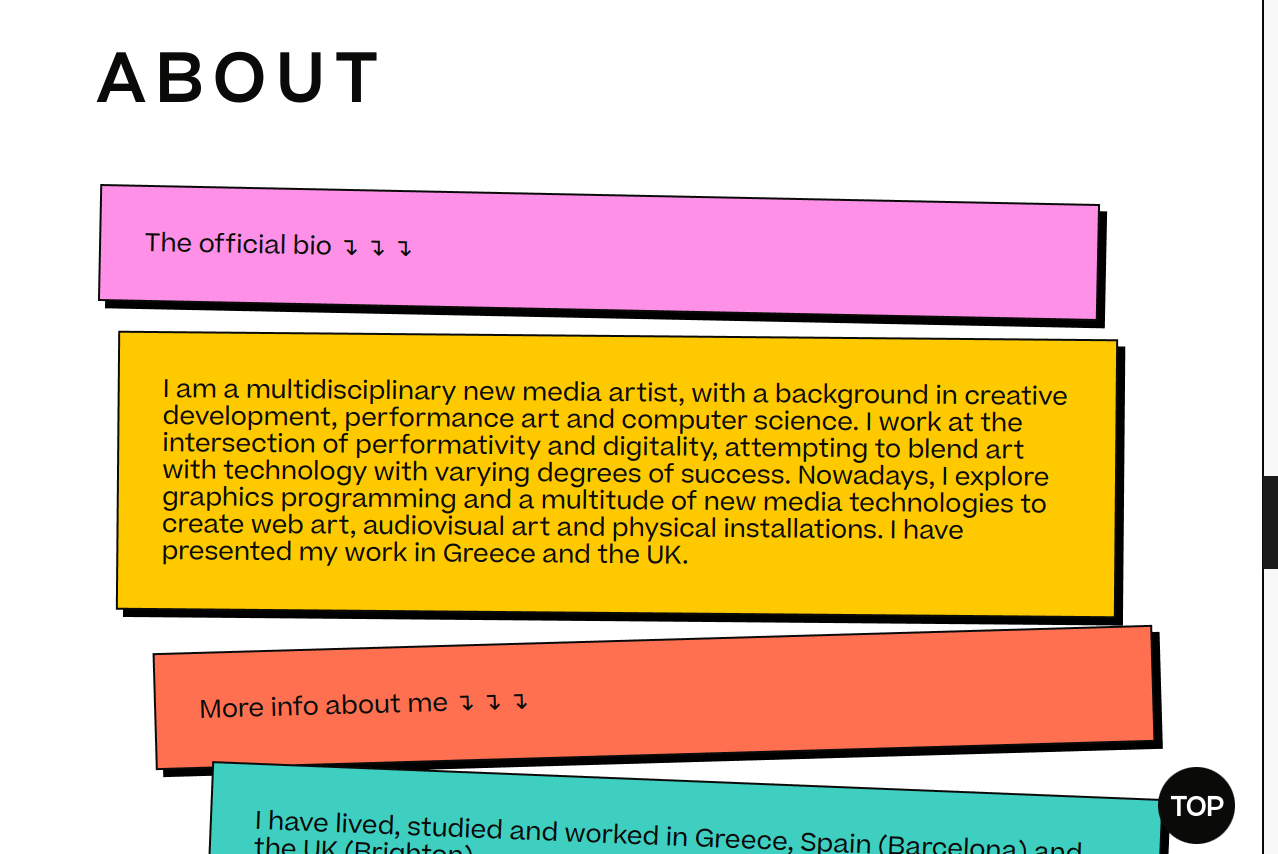 ABOUT
The official bio ↴ ↴ ↴
I am a multidisciplinary new media artist, with a background in creative
development, performance art and computer science. I work at the
intersection of performativity and digitality, attempting to blend art
with technology with varying degrees of success. Nowadays, I explore
graphics programming and a multitude of new media technologies to
create web art, audiovisual art and physical installations. I have
presented my work in Greece and the UK.
More info about me ↴ ↴ ↴
I have lived, studied and worked in Greece, Spain (Barcelona) and
the UK (Brighton)
TOP